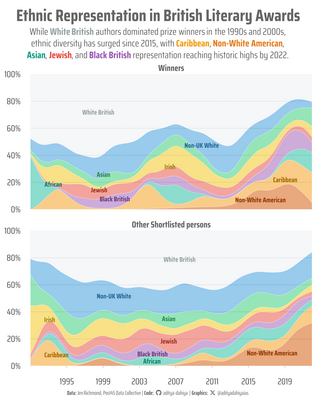 Ethnic Representation in British Literary Awards
While White British authors dominated prize winners in the 1990s and 2000s,
ethnic diversity has surged since 2015, with Caribbean, Non-White American,
Asian, Jewish, and Black British representation reaching historic highs by 2022.
Winners
100%
80%
60%
40%
20%
0%
White British
Non-UK White
Irish
Asian
African
Jewish
Black British
Caribbean
Non-White American
Other Shortlisted persons
100%
80%
60%
40%
20%
0%
White British
Non-UK White
Irish
Asian
Jewish
Caribbean
Black British
African
Non-White American
1995 1999 2003 2007 2011 2015 2019
Data: Jen Richmond, Post45 Data Collective | Code: aditya-dahiya | Graphics: @adityadahiyaias